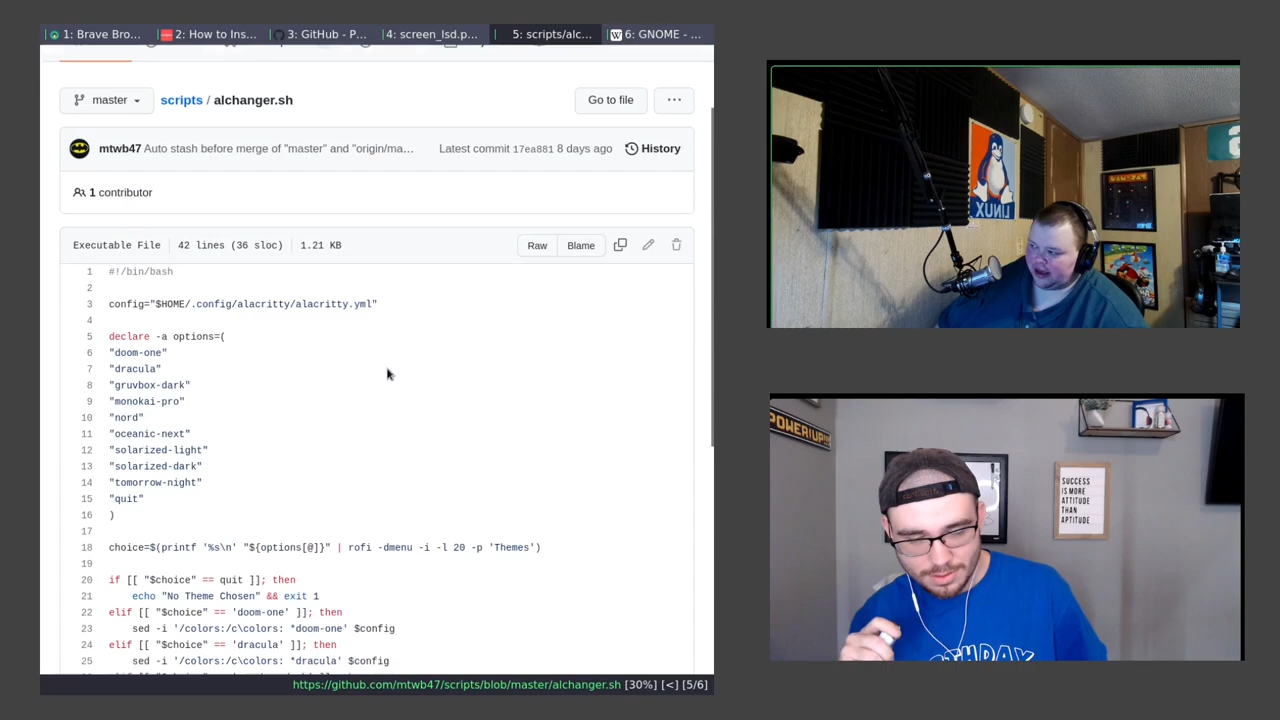 1: Brave Bro... 2: How to Ins... 3: GitHub - P... 4: screen_lsd.p... 5: scripts/alc... 6: GNOME - ...
master scripts / alchanger.sh Go to file ...
mtwb47 Auto stash before merge of "master" and "origin/ma... Latest commit 17ea881 8 days ago History
1 contributor
Executable File 42 lines (36 sloc) 1.21 KB Raw Blame
1 #!/bin/bash
2
3 config="$HOME/.config/alacritty/alacritty.yml"
4
5 declare -a options=(
6 "doom-one"
7 "dracula"
8 "gruvbox-dark"
9 "monokai-pro"
10 "nord"
11 "oceanic-next"
12 "solarized-light"
13 "solarized-dark"
14 "tomorrow-night"
15 "quit"
16 )
17
18 choice=$(printf '%s\n' "${options[@]}" | rofi -dmenu -i -l 20 -p 'Themes')
19
20 if [[ "$choice" == quit ]]; then
21 echo "No Theme Chosen" && exit 1
22 elif [[ "$choice" == 'doom-one' ]]; then
23 sed -i '/colors:/c\colors: *doom-one' $config
24 elif [[ "$choice" == 'dracula' ]]; then
25 sed -i '/colors:/c\colors: *dracula' $config
https://github.com/mtwb47/scripts/blob/master/alchanger.sh [30%] [<] [5/6]
LINUX
POWER UP!
SUCCESS
IS MORE
ATTITUDE
THAN
APTITUDE